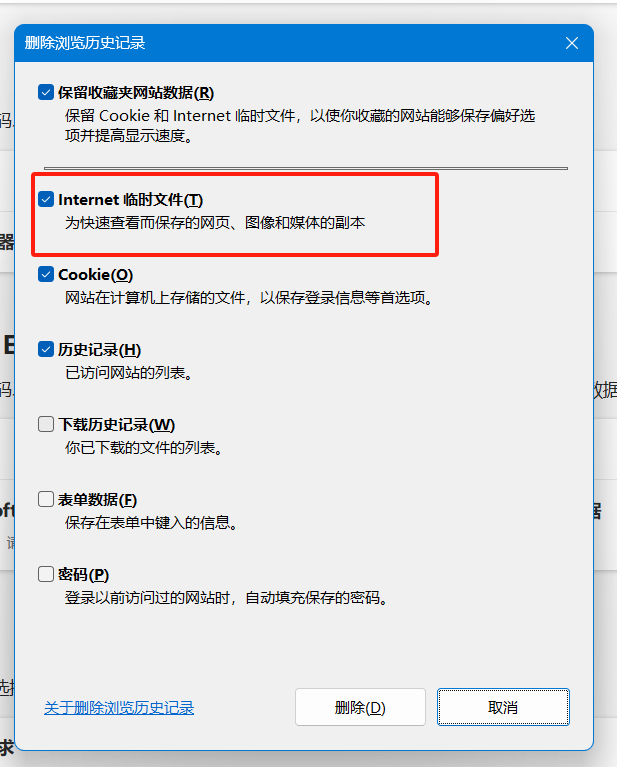 删除浏览历史记录
码
保留收藏夹网站数据(R)
保留 Cookie 和 Internet 临时文件，以使你收藏的网站能够保存偏好选
项并提高显示速度。
Internet 临时文件(T)
为快速查看而保存的网页、图像和媒体的副本
器
Cookie(O)
网站在计算机上存储的文件，以保存登录信息等首选项。
历史记录(H)
E
已访问网站的列表。
码
数据
下载历史记录(W)
你已下载的文件的列表。
表单数据(F)
oft
据
保存在表单中键入的信息。
密码(P)
登录以前访问过的网站时，自动填充保存的密码。
关于删除浏览历史记录
删除(D)
取消
求